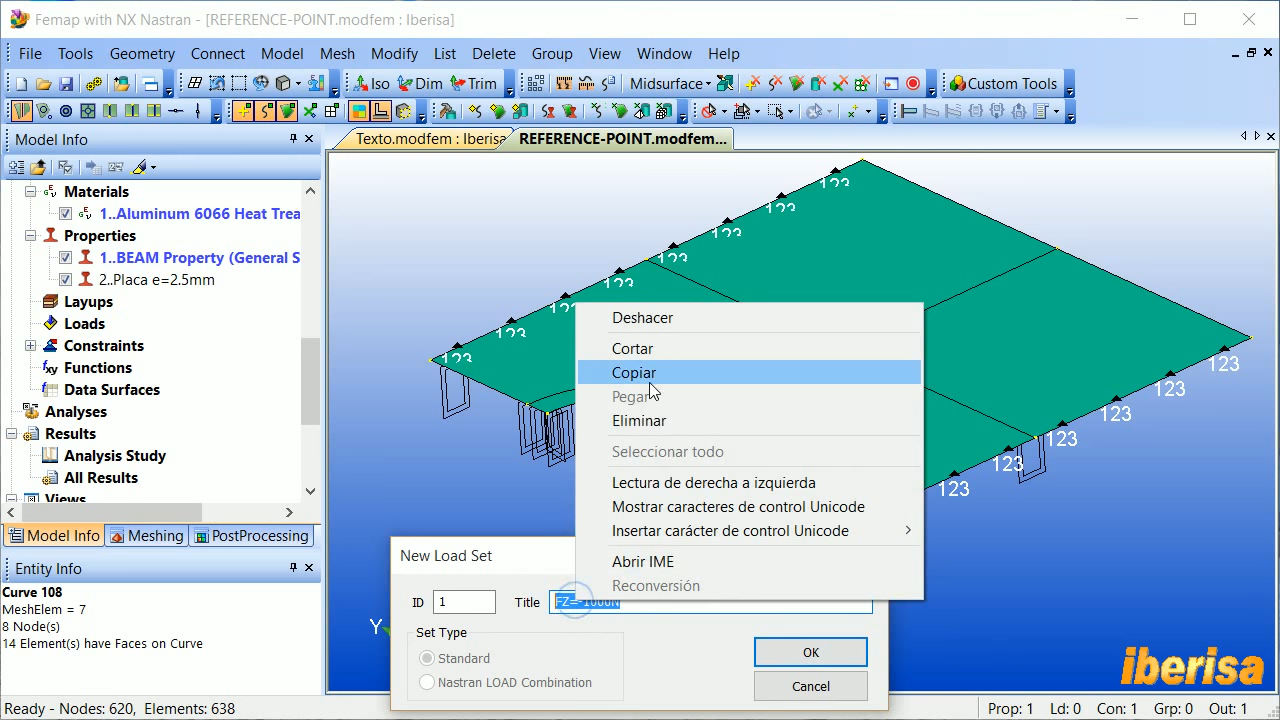 Femap with NX Nastran - [REFERENCE-POINT.modfem : Iberisa]
File Tools Geometry Connect Model Mesh Modify List Delete Group View Window Help
Iso Dim Trim Midsurface Custom Tools
Model Info
Texto.modfem : Iberisa
REFERENCE-POINT.modfem...
Materials
1..Aluminum 6066 Heat Trea
Properties
1..BEAM Property (General S
2..Placa e=2.5mm
Layups
Loads
Constraints
Functions
Data Surfaces
Analyses
Results
Analysis Study
All Results
Views
Model Info Meshing PostProcessing
Entity Info
Curve 108
MeshElem = 7
8 Node(s)
14 Element(s) have Faces on Curve
123
123
123
123
123
123
123
123
123
123
123
123
123
123
Y
Deshacer
Cortar
Copiar
Pegar
Eliminar
Seleccionar todo
Lectura de derecha a izquierda
Mostrar caracteres de control Unicode
Insertar carácter de control Unicode
Abrir IME
Reconversión
New Load Set
ID 1 Title FZ=-1000N
Set Type
Standard
Nastran LOAD Combination
OK
Cancel
iberisa
Ready - Nodes: 620, Elements: 638
Prop: 1 Ld: 0 Con: 1 Grp: 0 Out: 1